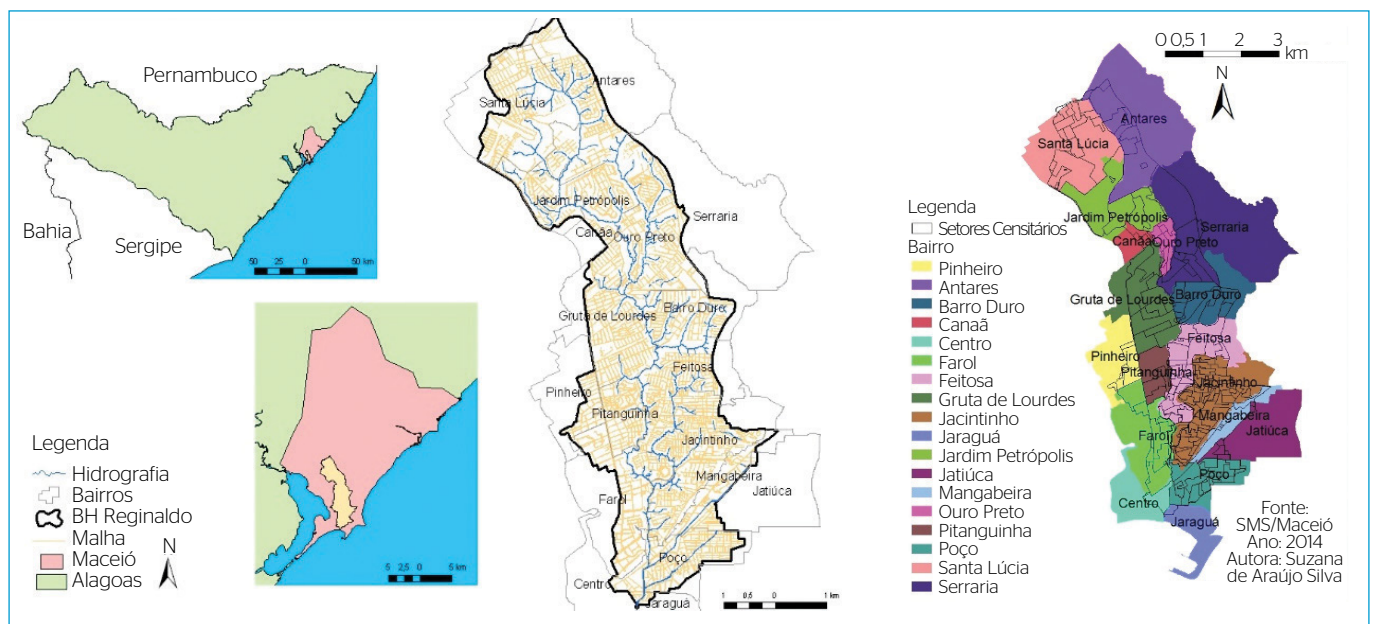 Pernambuco
Bahia
Sergipe
50 25 0 50 km
Legenda
Hidrografia
Bairros
BH Reginaldo
Malha
Maceió
Alagoas
N
5 2,5 0 5 km
Antares
Santa Lúcia
Jardim Petrópolis
Serraria
Canãa
Ouro Preto
Gruta de Lourdes
Barro Duro
Feitosa
Pinheiro
Pitanguinha
Jacintinho
Mangabeira
Jatiúca
Farol
Poço
Centro
Jaraguá
1 0,5 0 1 km
0 0,5 1 2 3
km
N
Antares
Santa Lúcia
Jardim Petrópolis
Serraria
Canãa
Ouro Preto
Gruta de Lourdes
Barro Duro
Feitosa
Pinheiro
Pitanguinha
Jacintinho
Mangabeira
Jatiúca
Farol
Poço
Centro
Jaraguá
Legenda
Setores Censitários
Bairro
Pinheiro
Antares
Barro Duro
Canaã
Centro
Farol
Feitosa
Gruta de Lourdes
Jacintinho
Jaraguá
Jardim Petrópolis
Jatiúca
Mangabeira
Ouro Preto
Pitanguinha
Poço
Santa Lúcia
Serraria
Fonte:
SMS/Maceió
Ano: 2014
Autora: Suzana
de Araújo Silva